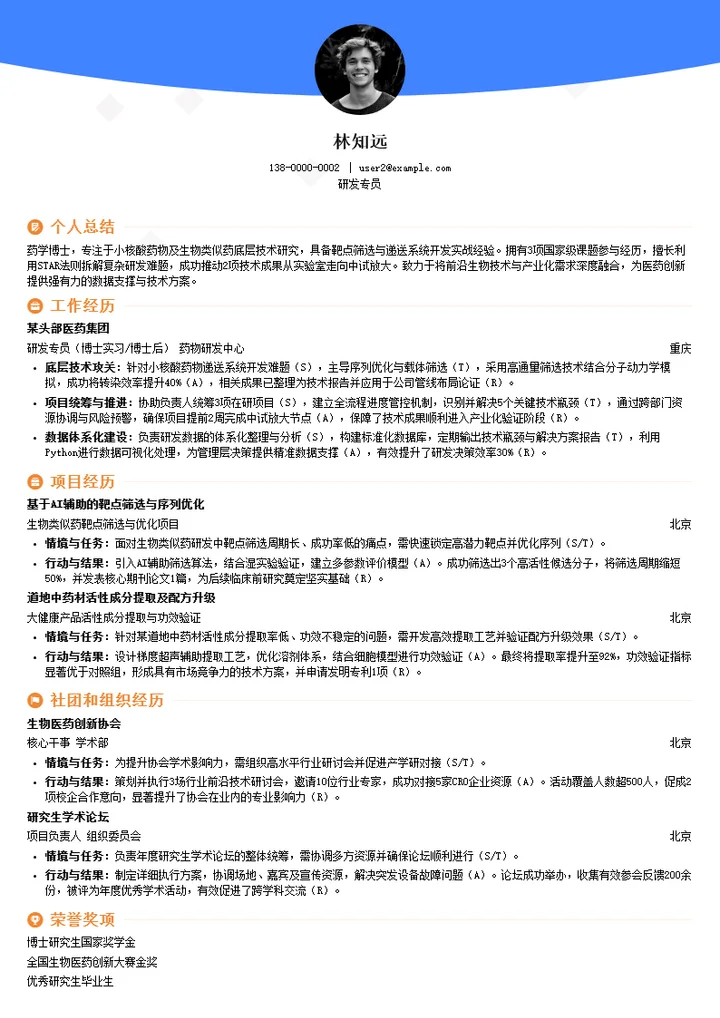 林知远
138-0000-0002 | user2@example.com
研发专员
个人总结
药学博士，专注于小核酸药物及生物类似药底层技术研究，具备靶点筛选与递送系统开发实战经验。拥有3项国家级课题参与经历，擅长利
用STAR法则拆解复杂研发难题，成功推动2项技术成果从实验室走向中试放大。致力于将前沿生物技术与产业化需求深度融合，为医药创新
提供强有力的数据支撑与技术方案。
工作经历
某头部医药集团
研发专员（博士实习/博士后） 药物研发中心 重庆
• 底层技术攻关：针对小核酸药物递送系统开发难题（S），主导序列优化与载体筛选（T），采用高通量筛选技术结合分子动力学模
拟，成功将转染效率提升40%（A），相关成果已整理为技术报告并应用于公司管线布局论证（R）。
• 项目统筹与推进：协助负责人统筹3项在研项目（S），建立全流程进度管控机制，识别并解决5个关键技术瓶颈（T），通过跨部门资
源协调与风险预警，确保项目提前2周完成中试放大节点（A），保障了技术成果顺利进入产业化验证阶段（R）。
• 数据体系化建设：负责研发数据的体系化整理与分析（S），构建标准化数据库，定期输出技术瓶颈与解决方案报告（T），利用
Python进行数据可视化处理，为管理层决策提供精准数据支撑（A），有效提升了研发决策效率30%（R）。
项目经历
基于AI辅助的靶点筛选与序列优化
生物类似药靶点筛选与优化项目 北京
• 情境与任务：面对生物类似药研发中靶点筛选周期长、成功率低的痛点，需快速锁定高潜力靶点并优化序列（S/T）。
• 行动与结果：引入AI辅助筛选算法，结合湿实验验证，建立多参数评价模型（A）。成功筛选出3个高活性候选分子，将筛选周期缩短
50%，并发表核心期刊论文1篇，为后续临床前研究奠定坚实基础（R）。
道地中药材活性成分提取及配方升级
大健康产品活性成分提取与功效验证 北京
• 情境与任务：针对某道地中药材活性成分提取率低、功效不稳定的问题，需开发高效提取工艺并验证配方升级效果（S/T）。
• 行动与结果：设计梯度超声辅助提取工艺，优化溶剂体系，结合细胞模型进行功效验证（A）。最终将提取率提升至92%，功效验证指标
显著优于对照组，形成具有市场竞争力的技术方案，并申请发明专利1项（R）。
社团和组织经历
生物医药创新协会
核心干事 学术部 北京
• 情境与任务：为提升协会学术影响力，需组织高水平行业研讨会并促进产学研对接（S/T）。
• 行动与结果：策划并执行3场行业前沿技术研讨会，邀请10位行业专家，成功对接5家CRO企业资源（A）。活动覆盖人数超500人，促成2
项校企合作意向，显著提升了协会在业内的专业影响力（R）。
研究生学术论坛
项目负责人 组织委员会 北京
• 情境与任务：负责年度研究生学术论坛的整体统筹，需协调多方资源并确保论坛顺利进行（S/T）。
• 行动与结果：制定详细执行方案，协调场地、嘉宾及宣传资源，解决突发设备故障问题（A）。论坛成功举办，收集有效参会反馈200余
份，被评为年度优秀学术活动，有效促进了跨学科交流（R）。
荣誉奖项
博士研究生国家奖学金
全国生物医药创新大赛金奖
优秀研究生毕业生